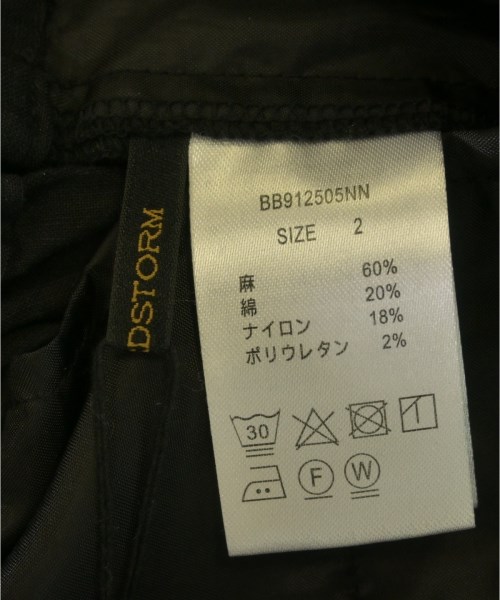 DSTORM
BB912505NN
SIZE 2
麻 60%
綿 20%
ナイロン 18%
ポリウレタン 2%
30
F W